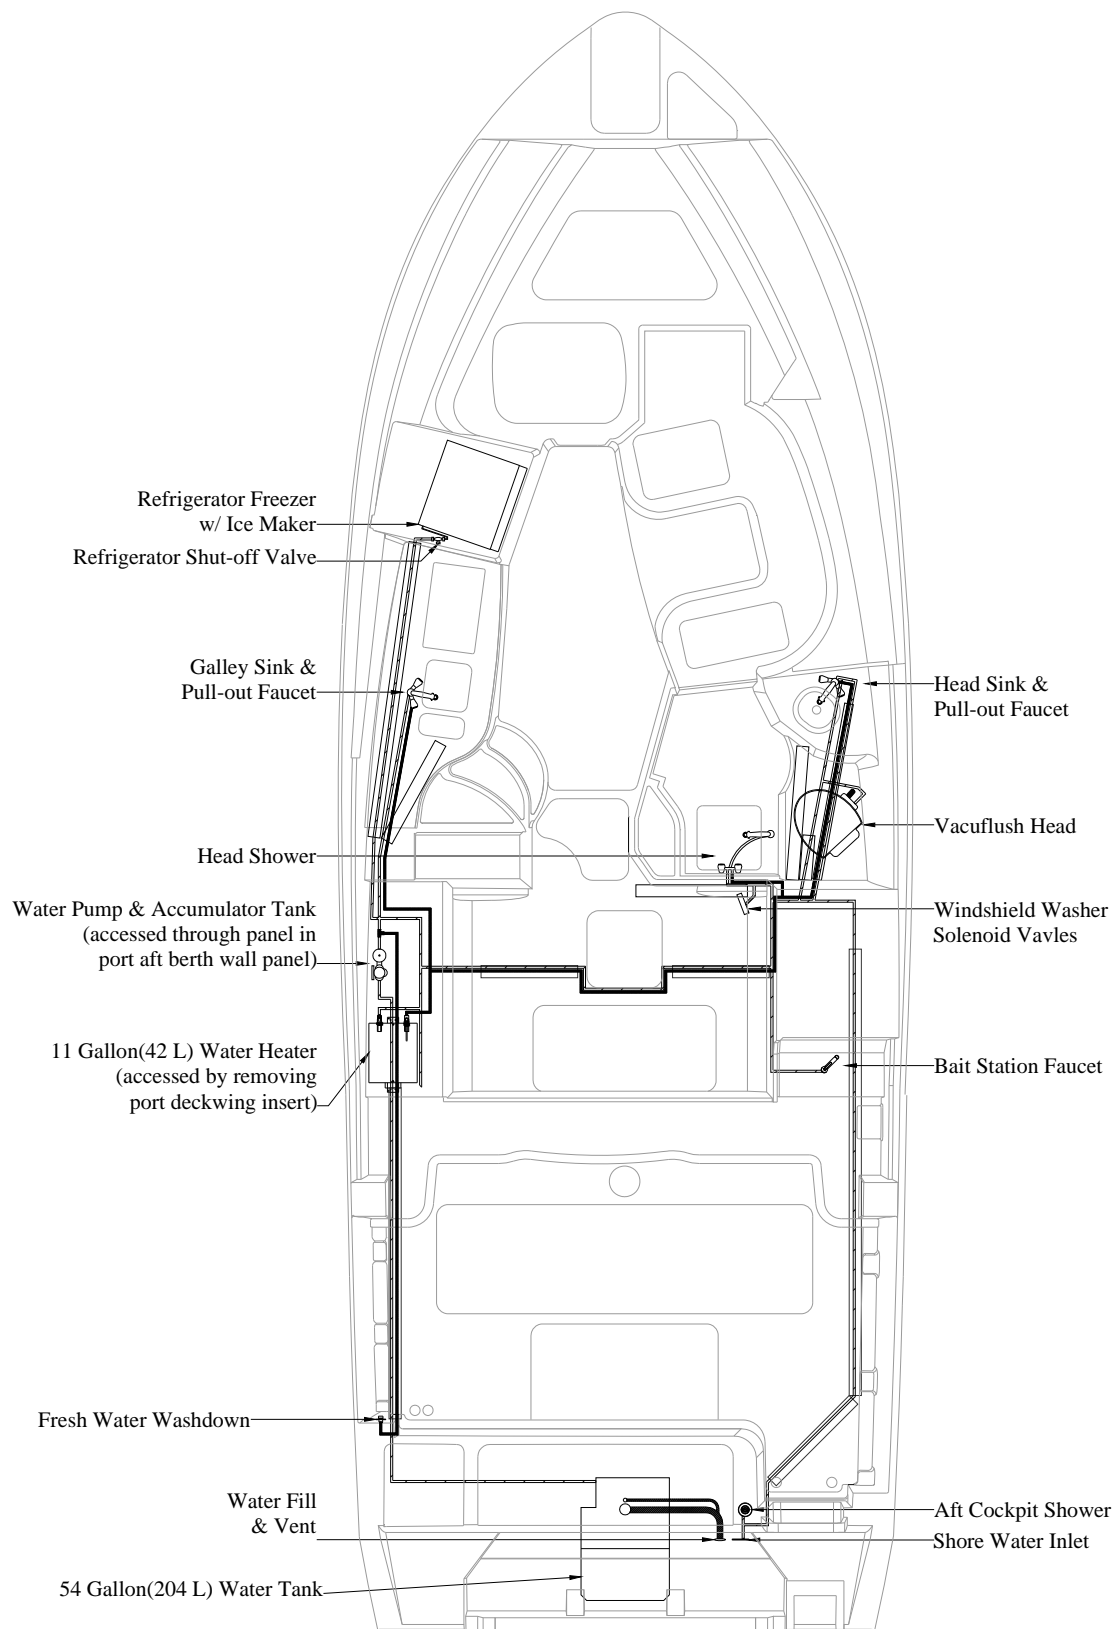 Refrigerator Freezer
w/ Ice Maker
Refrigerator Shut-off Valve
Galley Sink &
Pull-out Faucet
Head Sink &
Pull-out Faucet
Vacuflush Head
Head Shower
Water Pump & Accumulator Tank
(accessed through panel in
port aft berth wall panel)
Windshield Washer
Solenoid Vavles
11 Gallon(42 L) Water Heater
(accessed by removing
port deckwing insert)
Bait Station Faucet
Fresh Water Washdown
Water Fill
& Vent
Aft Cockpit Shower
Shore Water Inlet
54 Gallon(204 L) Water Tank